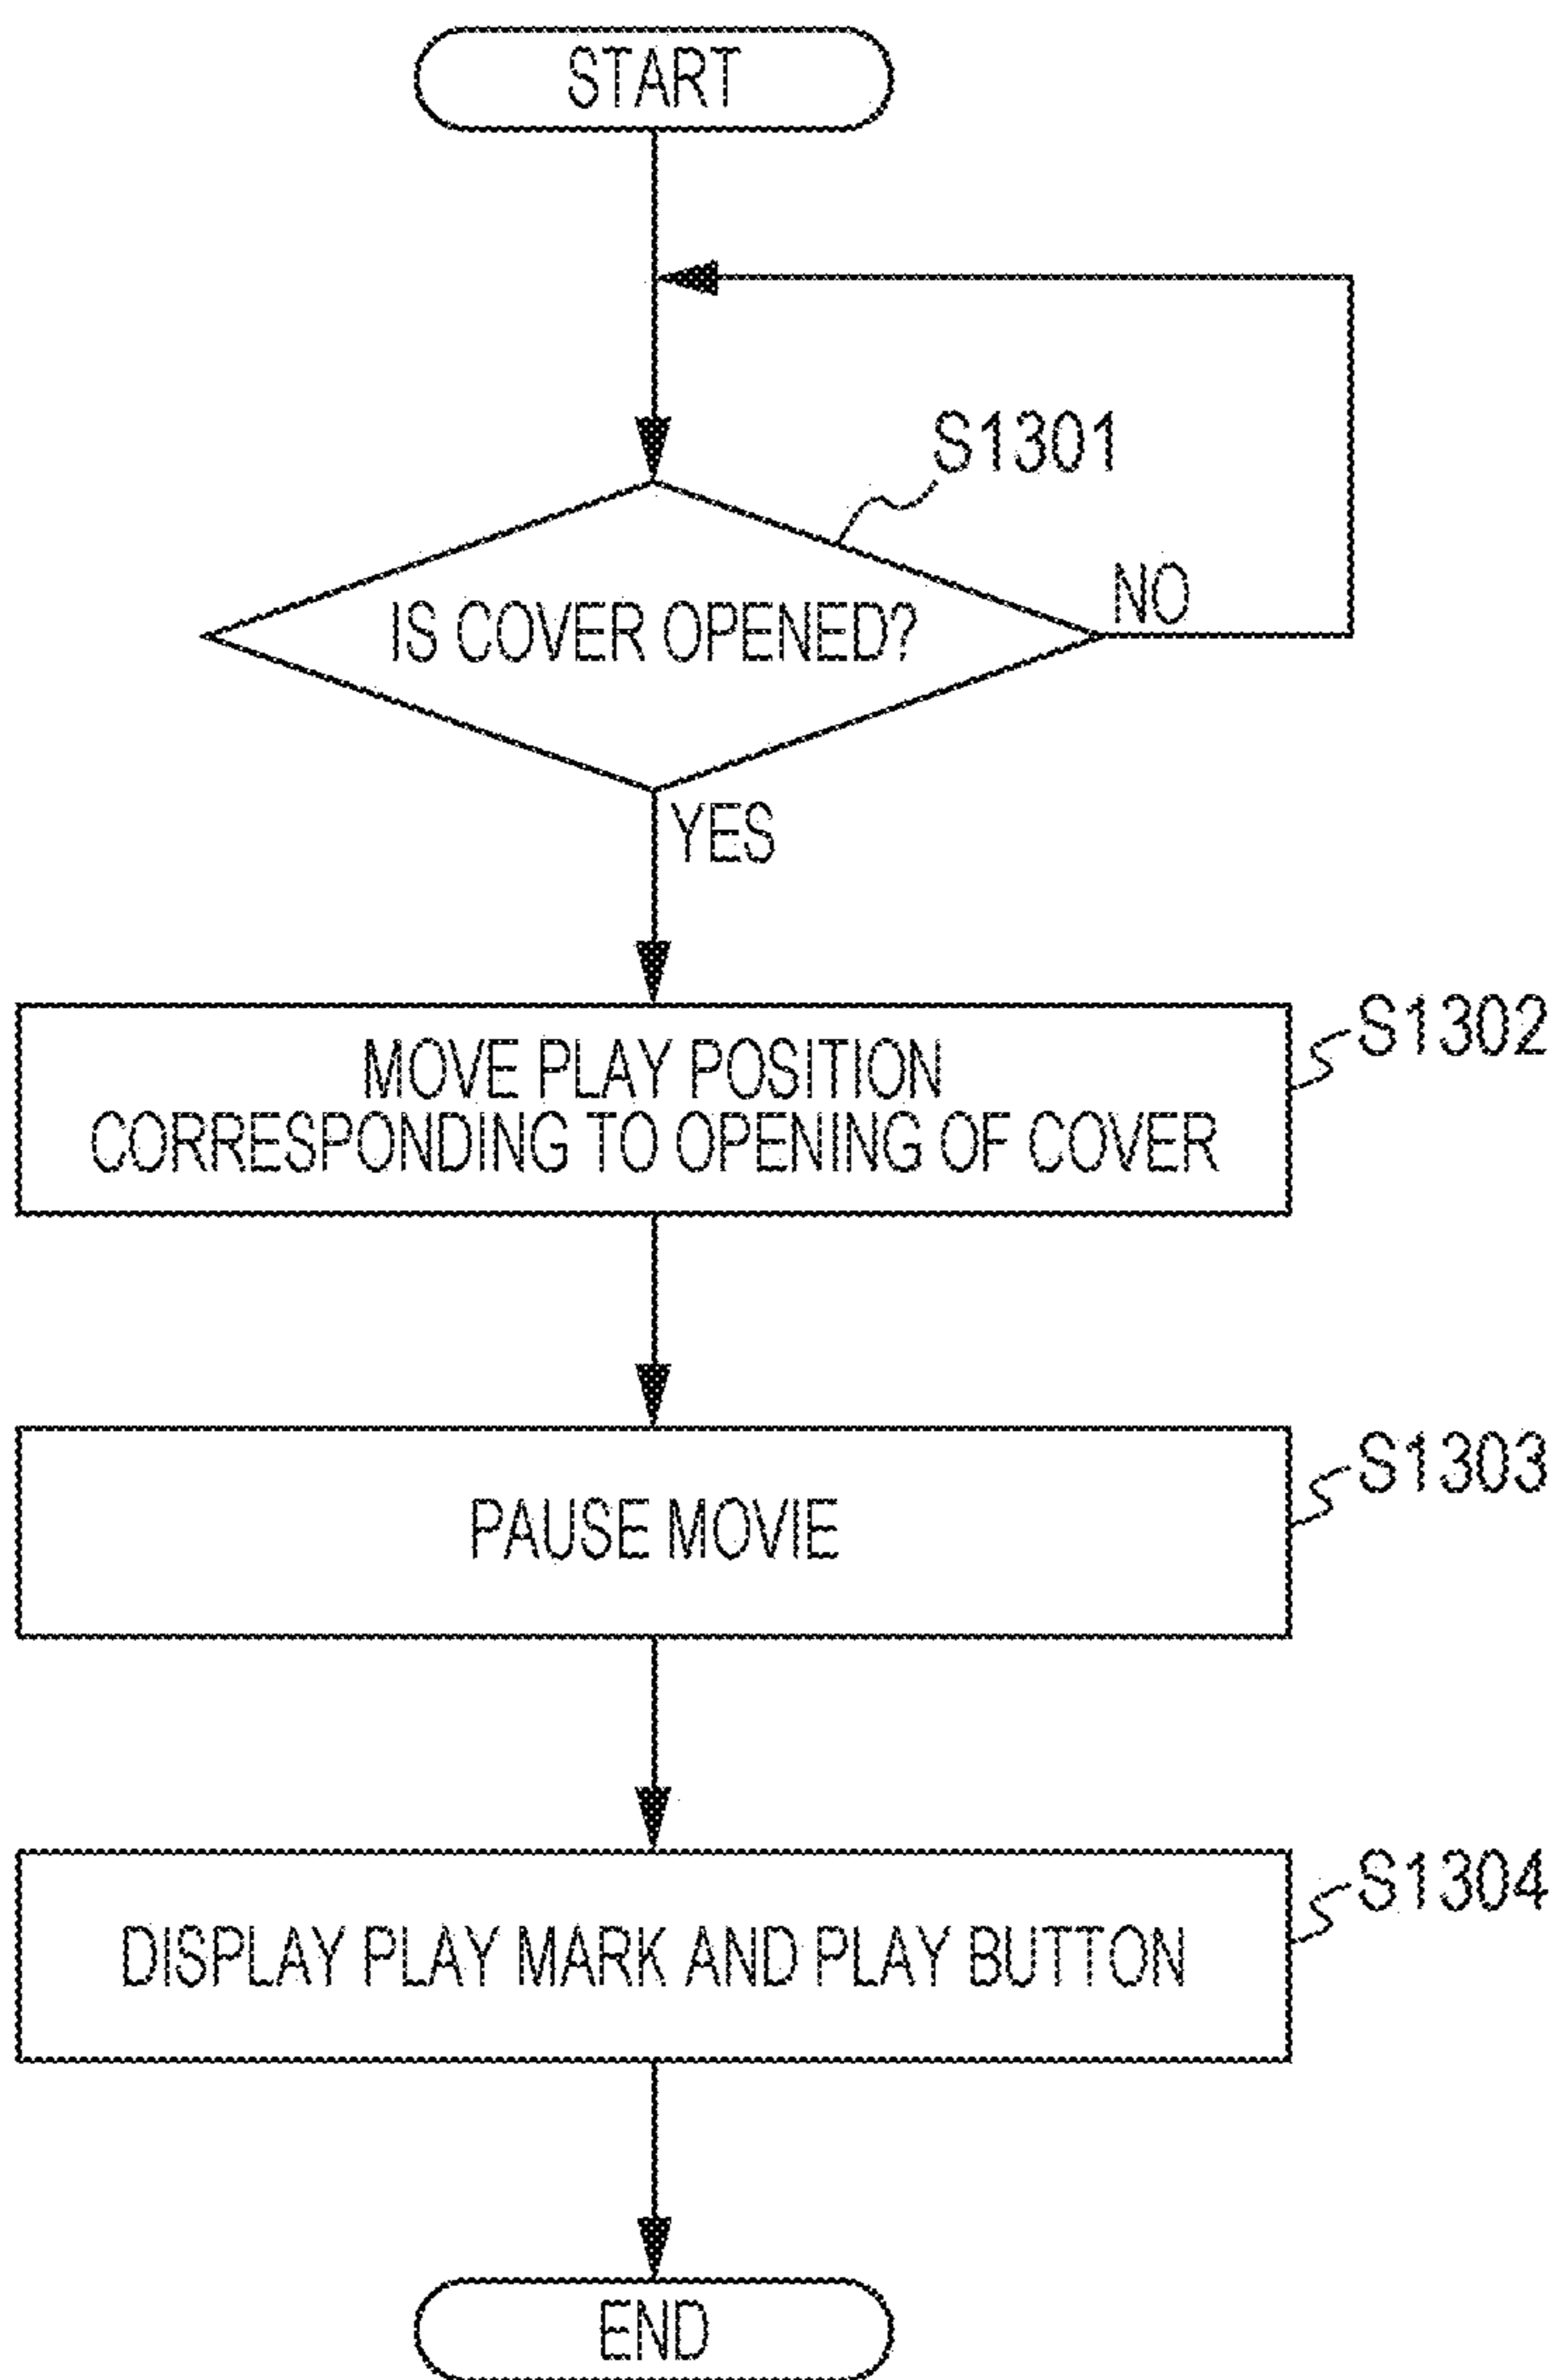 START
S1301
NO
IS COVER OPENED?
YES
MOVE PLAY POSITION
CORRESPONDING TO OPENING OF COVER
S1302
PAUSE MOVIE
S1303
DISPLAY PLAY MARK AND PLAY BUTTON
S1304
END